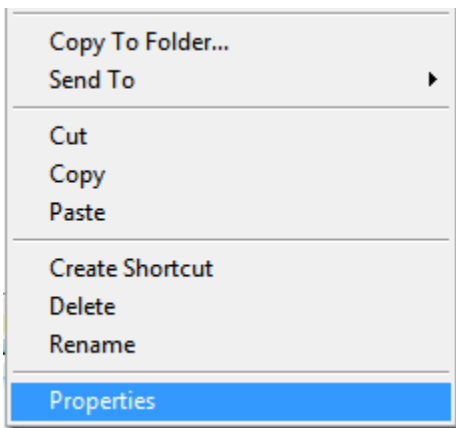 Copy To Folder...
Send To
Cut
Copy
Paste
Create Shortcut
Delete
Rename
Properties